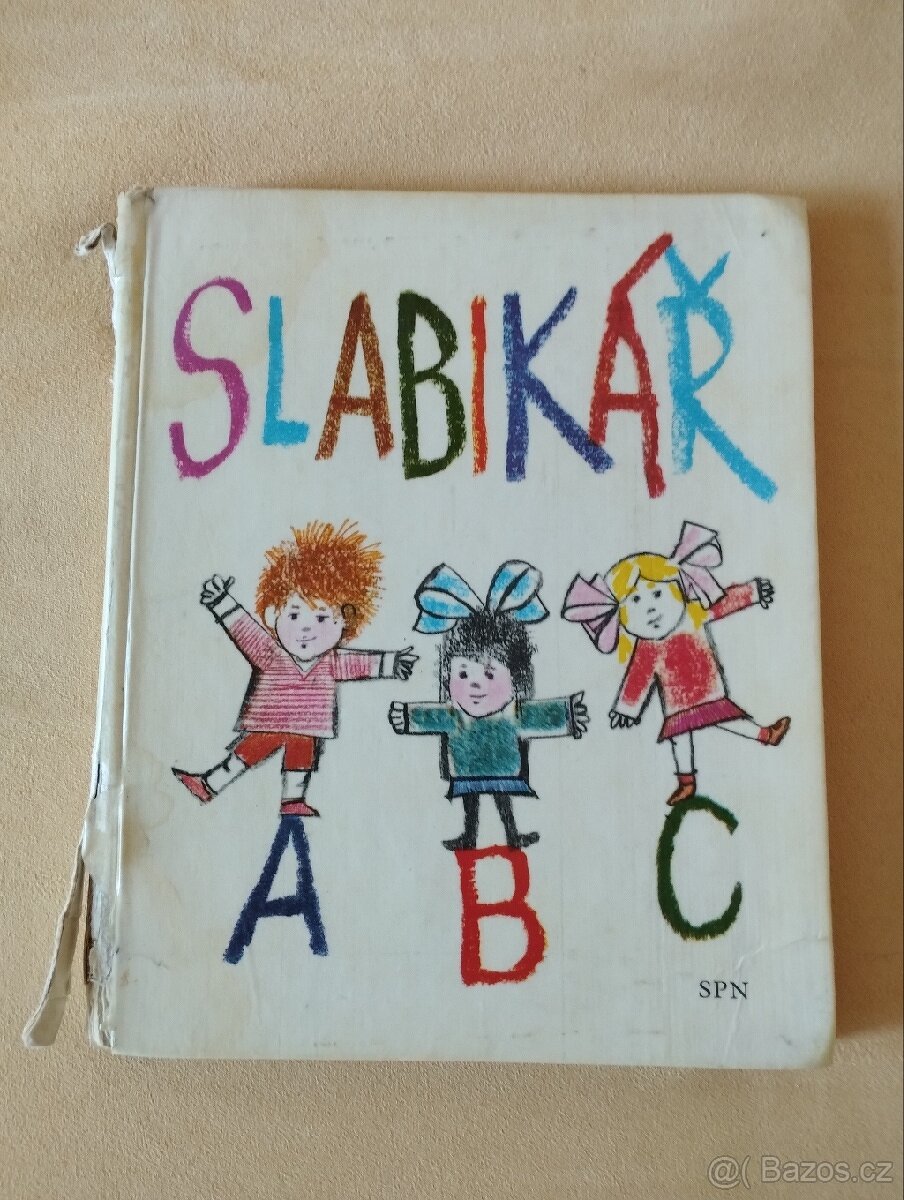 SLABIKÁŘ
A B C
SPN
@( Bazos.cz